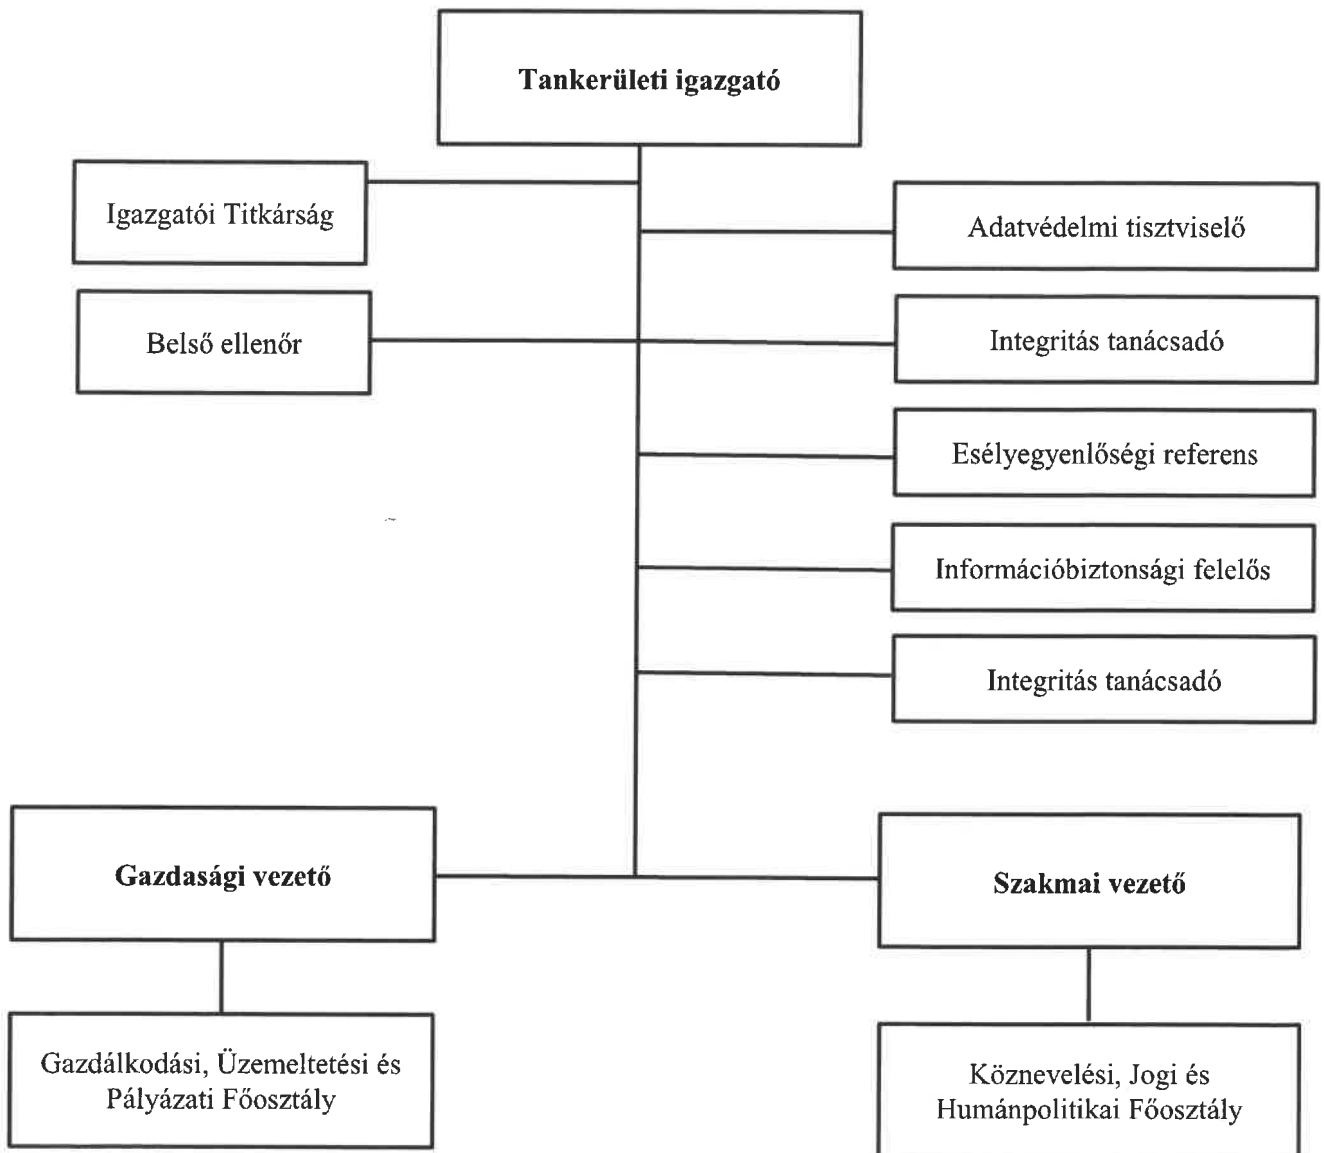 Tankerületi igazgató
Igazgatói Titkárság
Adatvédelmi tisztviselő
Belső ellenőr
Integritás tanácsadó
Esélyegyenlőségi referens
Információbiztonsági felelős
Integritás tanácsadó
Gazdasági vezető
Szakmai vezető
Gazdálkodási, Üzemeltetési és
Pályázati Főosztály
Köznevelési, Jogi és
Humánpolitikai Főosztály